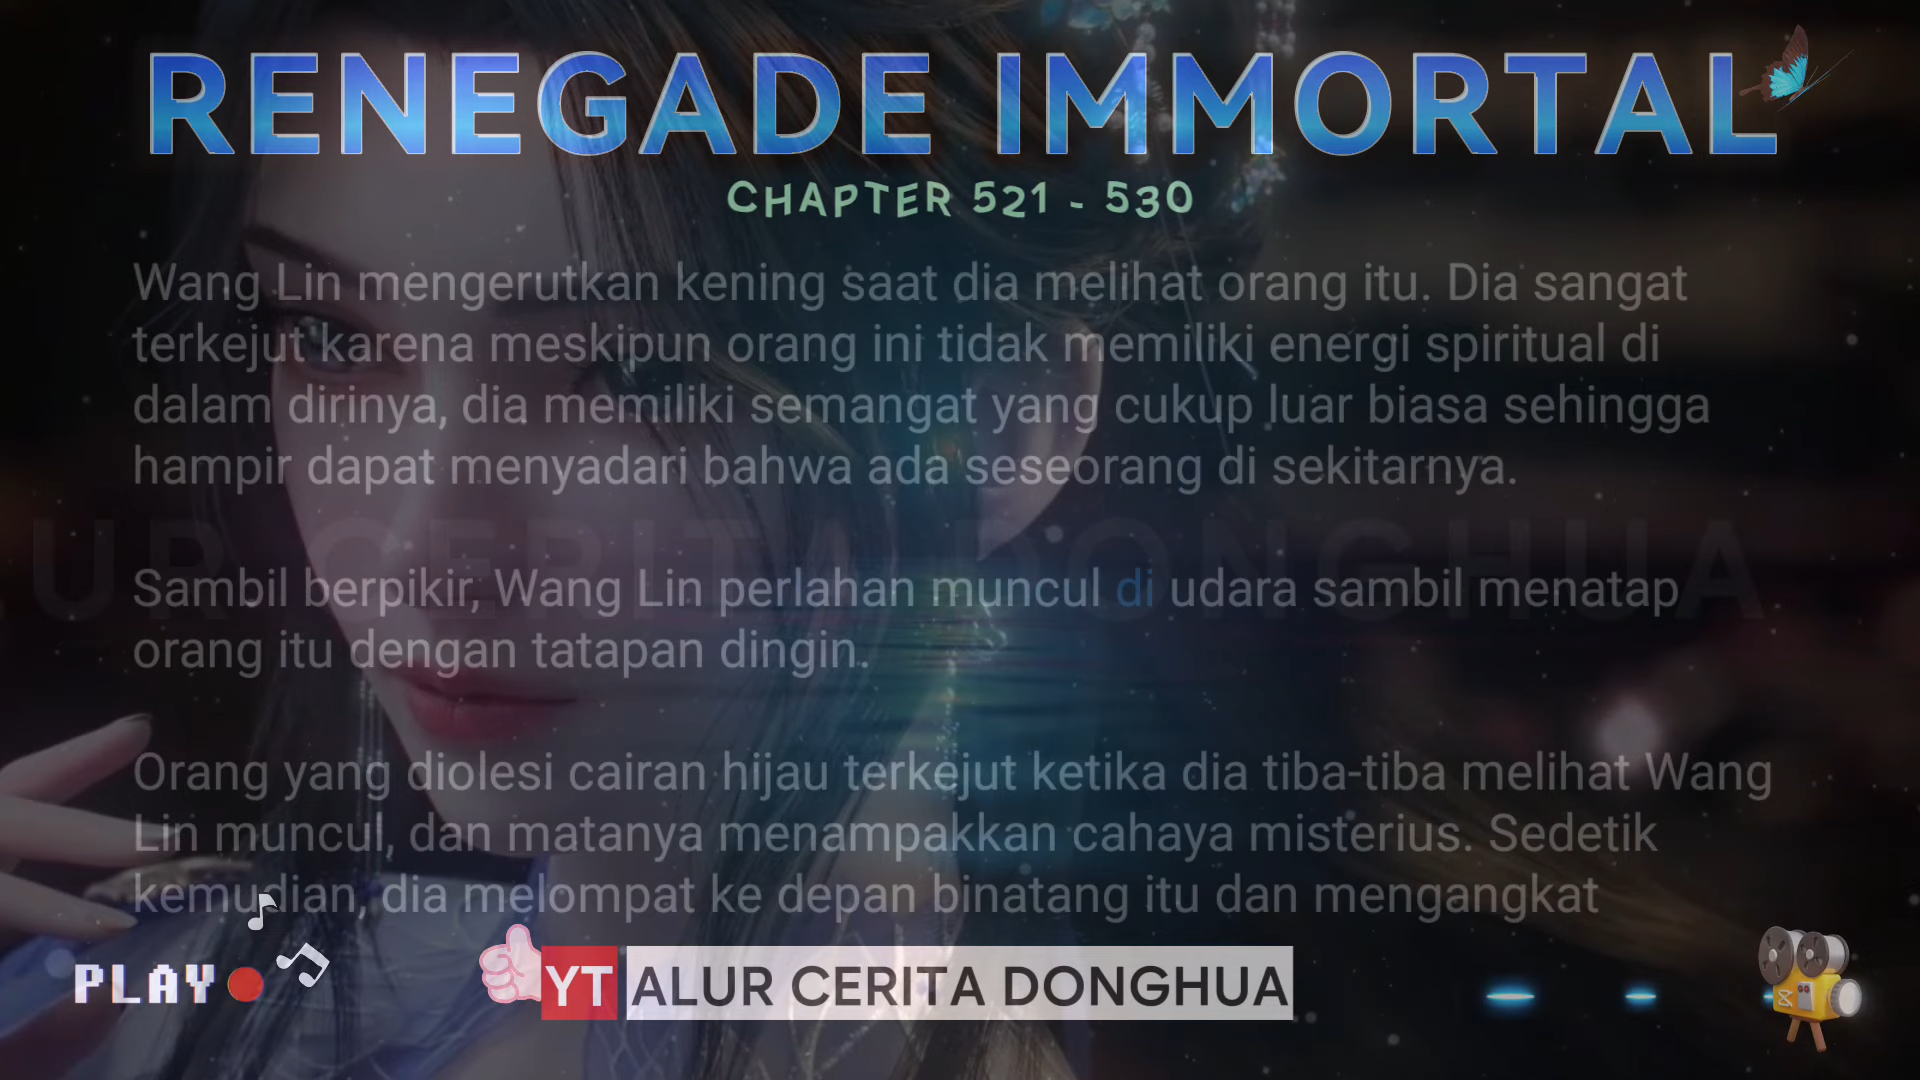 RENEGADE IMMORTAL
CHAPTER 521 - 530
Wang Lin mengerutkan kening saat dia melihat orang itu. Dia sangat
terkejut karena meskipun orang ini tidak memiliki energi spiritual di
dalam dirinya, dia memiliki semangat yang cukup luar biasa sehingga
hampir dapat menyadari bahwa ada seseorang di sekitarnya.
UR CERITA DONGHUA
Sambil berpikir, Wang Lin perlahan muncul di udara sambil menatap
orang itu dengan tatapan dingin.
Orang yang diolesi cairan hijau terkejut ketika dia tiba-tiba melihat Wang
Lin muncul, dan matanya menampakkan cahaya misterius. Sedetik
kemudian, dia melompat ke depan binatang itu dan mengangkat
PLAY
YT ALUR CERITA DONGHUA